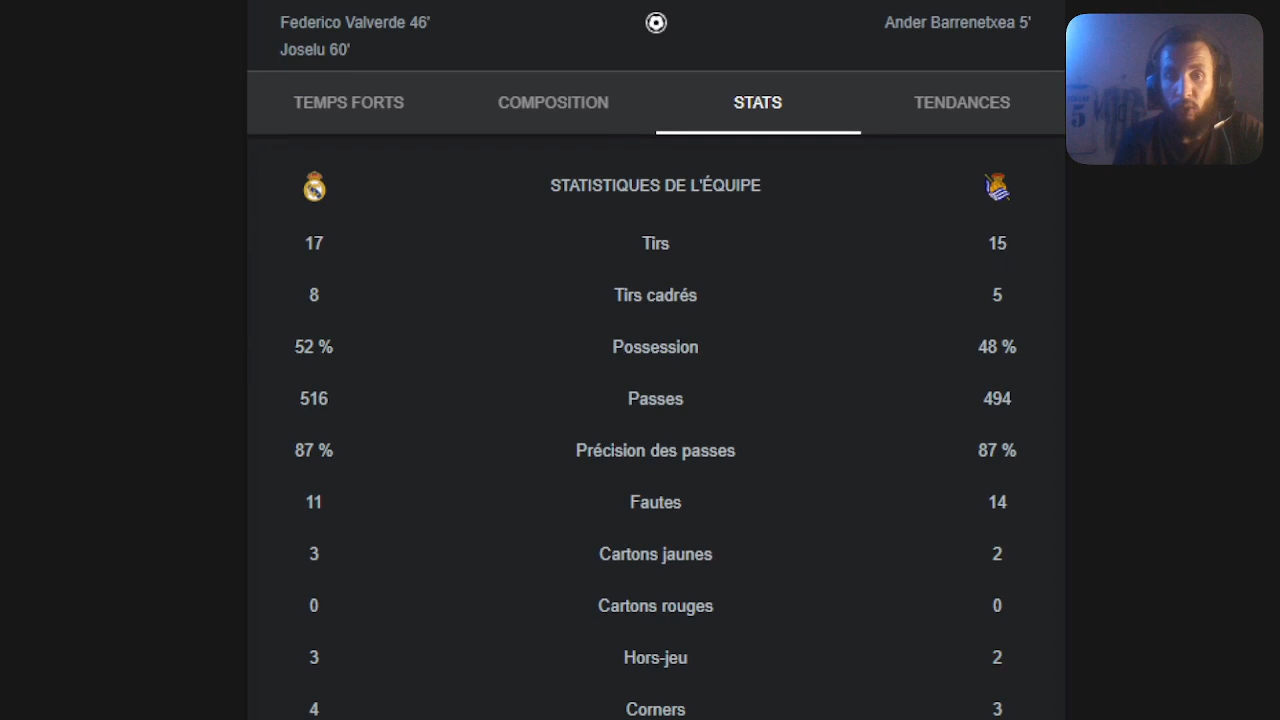 Federico Valverde 46' Ander Barrenetxea 5'
Joselu 60'
TEMPS FORTS COMPOSITION STATS TENDANCES
STATISTIQUES DE L'ÉQUIPE
17 Tirs 15
8 Tirs cadrés 5
52 % Possession 48 %
516 Passes 494
87 % Précision des passes 87 %
11 Fautes 14
3 Cartons jaunes 2
0 Cartons rouges 0
3 Hors-jeu 2
4 Corners 3